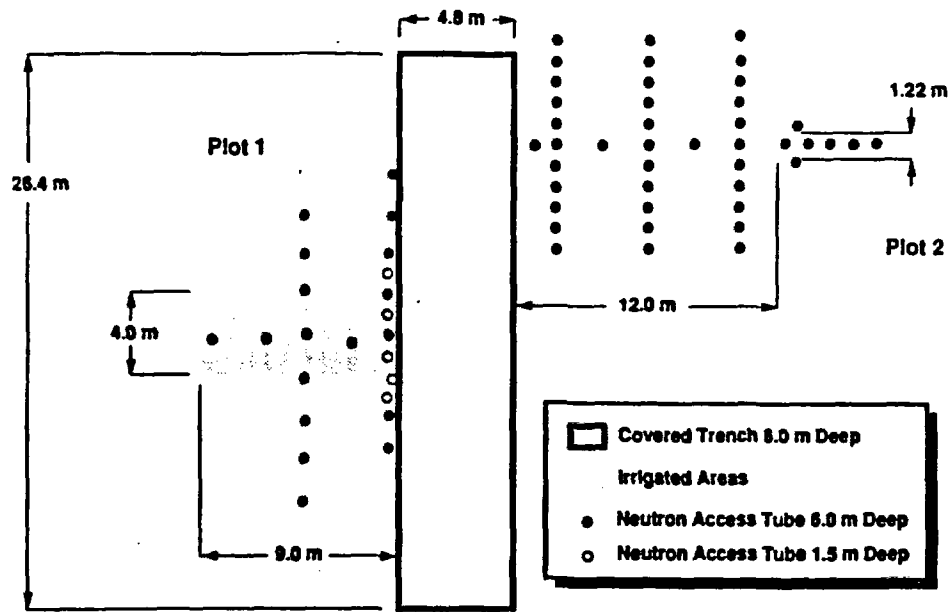 4.8 m
1.22 m
Plot 1
26.4 m
Plot 2
12.0 m
4.0 m
Covered Trench 6.0 m Deep
Irrigated Areas
Neutron Access Tube 6.0 m Deep
Neutron Access Tube 1.5 m Deep
9.0 m